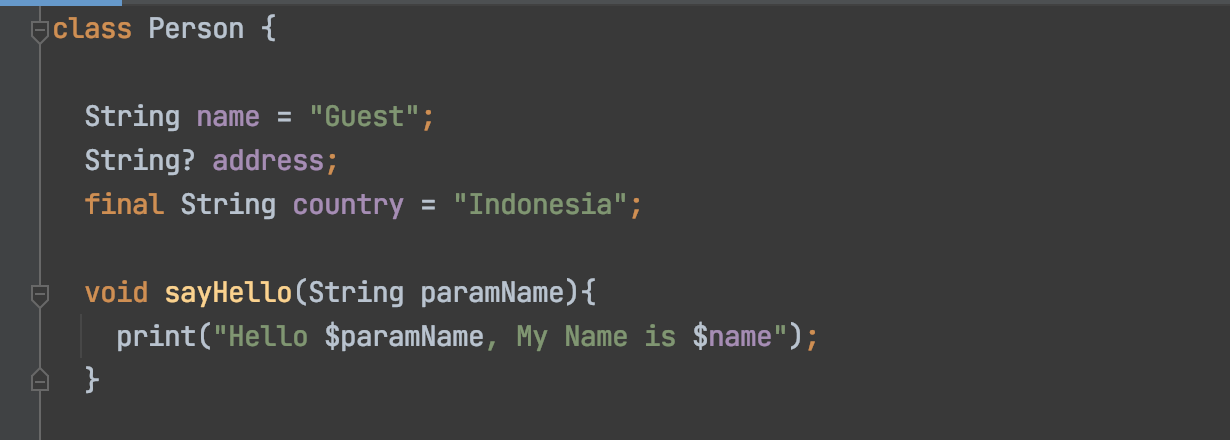 class Person {
String name = "Guest";
String? address;
final String country = "Indonesia";
void sayHello(String paramName){
print("Hello $paramName, My Name is $name");
}